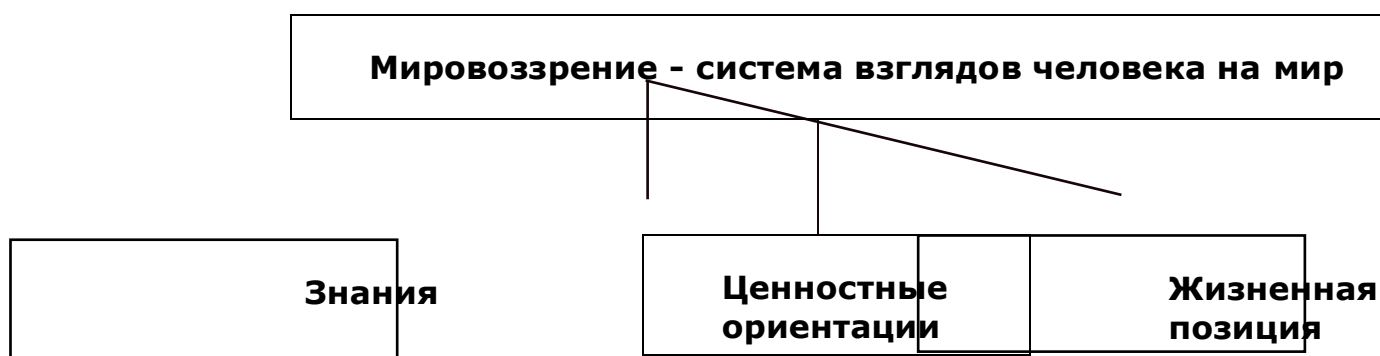 Мировоззрение - система взглядов человека на мир
Знания
Ценностные
ориентации
Жизненная
позиция